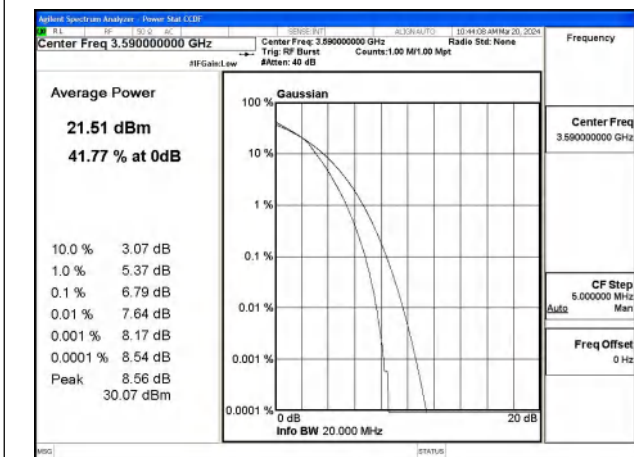 Agilent Spectrum Analyzer - Power Stat CCDF
RL RF 50 Ω AC SENSE:INT ALIGN AUTO 10:44:08 AM Mar 20, 2024
Center Freq 3.590000000 GHz
Center Freq: 3.590000000 GHz
Radio Std: None
Trig: RF Burst Counts:1.00 M/1.00 Mpt
#IFGain:Low
#Atten: 40 dB
Frequency
Average Power
21.51 dBm
41.77 % at 0dB
10.0 % 3.07 dB
1.0 % 5.37 dB
0.1 % 6.79 dB
0.01 % 7.64 dB
0.001 % 8.17 dB
0.0001 % 8.54 dB
Peak 8.56 dB
30.07 dBm
Gaussian
100 %
10 %
1 %
0.1 %
0.01 %
0.001 %
0.0001 %
0 dB
20 dB
Info BW 20.000 MHz
Center Freq
3.590000000 GHz
CF Step
5.000000 MHz
Auto Man
Freq Offset
0 Hz
MSG
STATUS